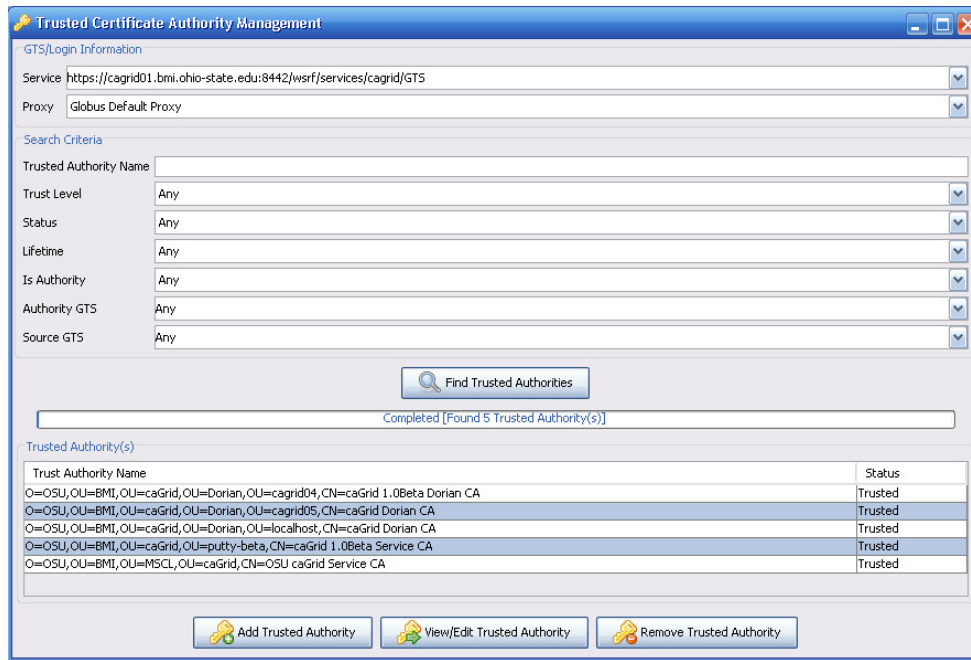 Trusted Certificate Authority Management
GTS/Login Information
Service https://cagrid01.bmi.ohio-state.edu:8442/wsrf/services/cagrid/GTS
Proxy Globus Default Proxy
Search Criteria
Trusted Authority Name
Trust Level Any
Status Any
Lifetime Any
Is Authority Any
Authority GTS Any
Source GTS Any
Find Trusted Authorities
Completed [Found 5 Trusted Authority(s)]
Trusted Authority(s)
Trust Authority Name Status
O=OSU,OU=BMI,OU=caGrid,OU=Dorian,OU=cagrid04,CN=caGrid 1.0Beta Dorian CA Trusted
O=OSU,OU=BMI,OU=caGrid,OU=Dorian,OU=cagrid05,CN=caGrid Dorian CA Trusted
O=OSU,OU=BMI,OU=caGrid,OU=Dorian,OU=localhost,CN=caGrid Dorian CA Trusted
O=OSU,OU=BMI,OU=caGrid,OU=putty-beta,CN=caGrid 1.0Beta Service CA Trusted
O=OSU,OU=BMI,OU=MSCL,OU=caGrid,CN=OSU caGrid Service CA Trusted
Add Trusted Authority View/Edit Trusted Authority Remove Trusted Authority